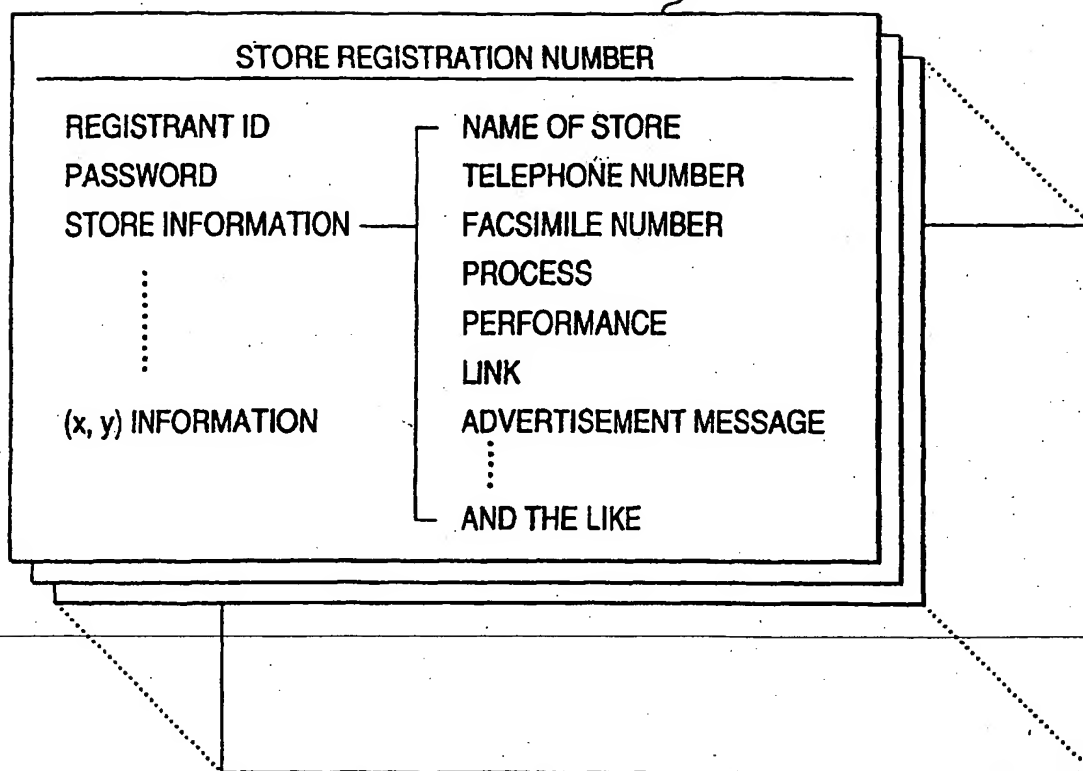 STORE REGISTRATION NUMBER
REGISTRANT ID
PASSWORD
STORE INFORMATION
(x, y) INFORMATION
NAME OF STORE
TELEPHONE NUMBER
FACSIMILE NUMBER
PROCESS
PERFORMANCE
LINK
ADVERTISEMENT MESSAGE
AND THE LIKE